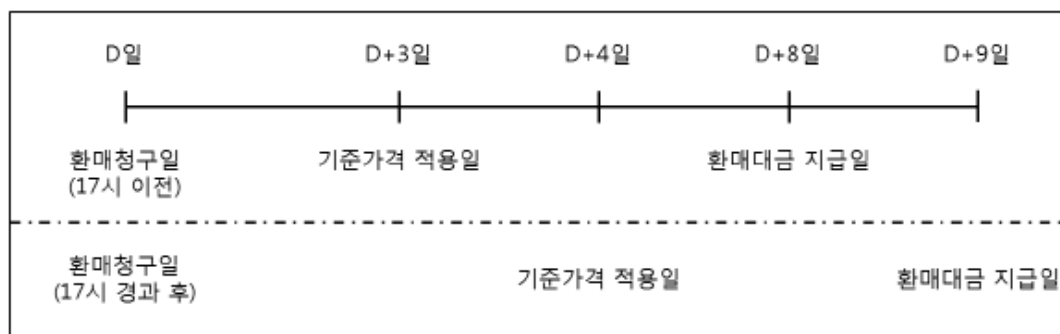 D일 D+3일 D+4일 D+8일 D+9일
환매청구일 기준가격 적용일 환매대금 지급일
(17시 이전)
환매청구일 기준가격 적용일 환매대금 지급일
(17시 경과 후)